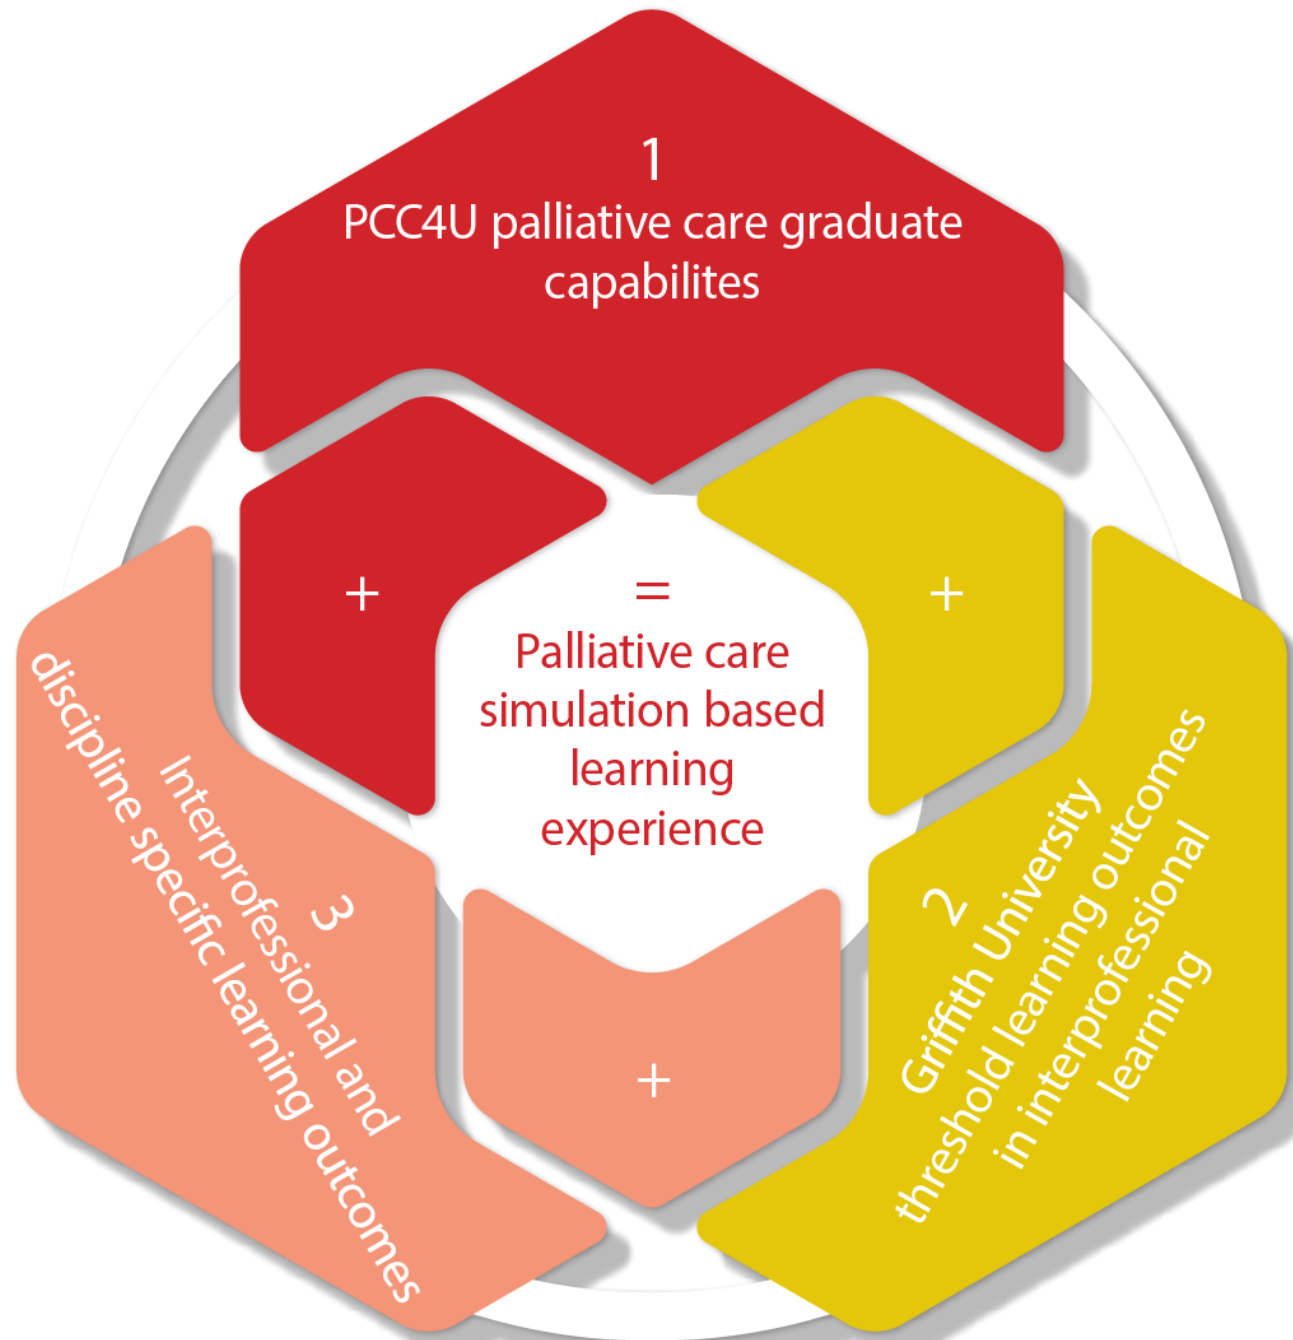 1
PCC4U palliative care graduate
capabilites
+
+
=
Palliative care
simulation based
learning
experience
2
Griffith University
threshold learning outcomes
in interprofessional
learning
3
Interprofessional and
discipline specific learning outcomes
+